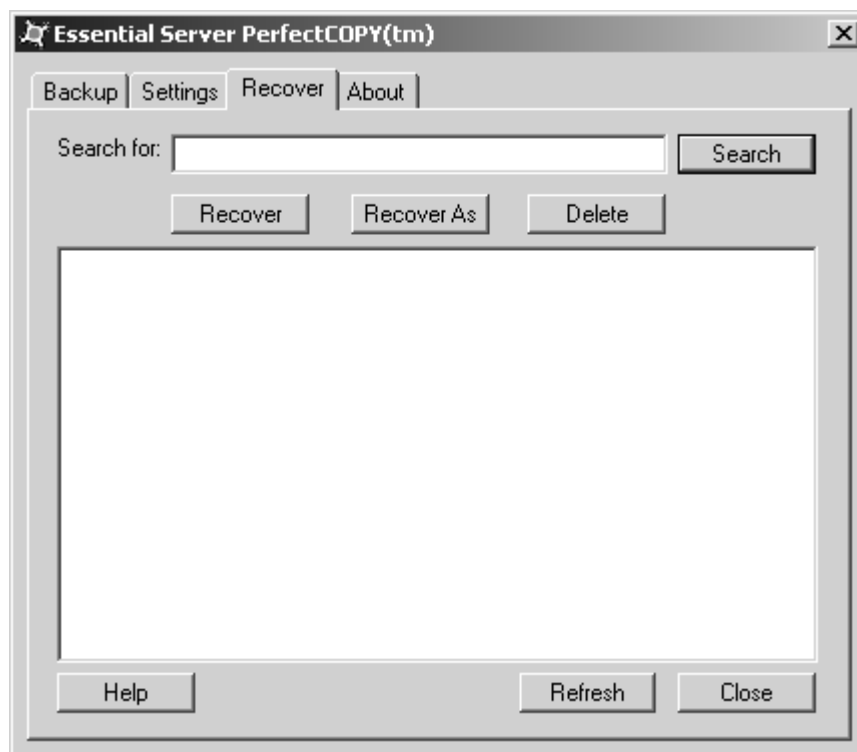 Essential Server PerfectCOPY(tm)
Backup Settings Recover About
Search for: Search
Recover Recover As Delete
Help Refresh Close